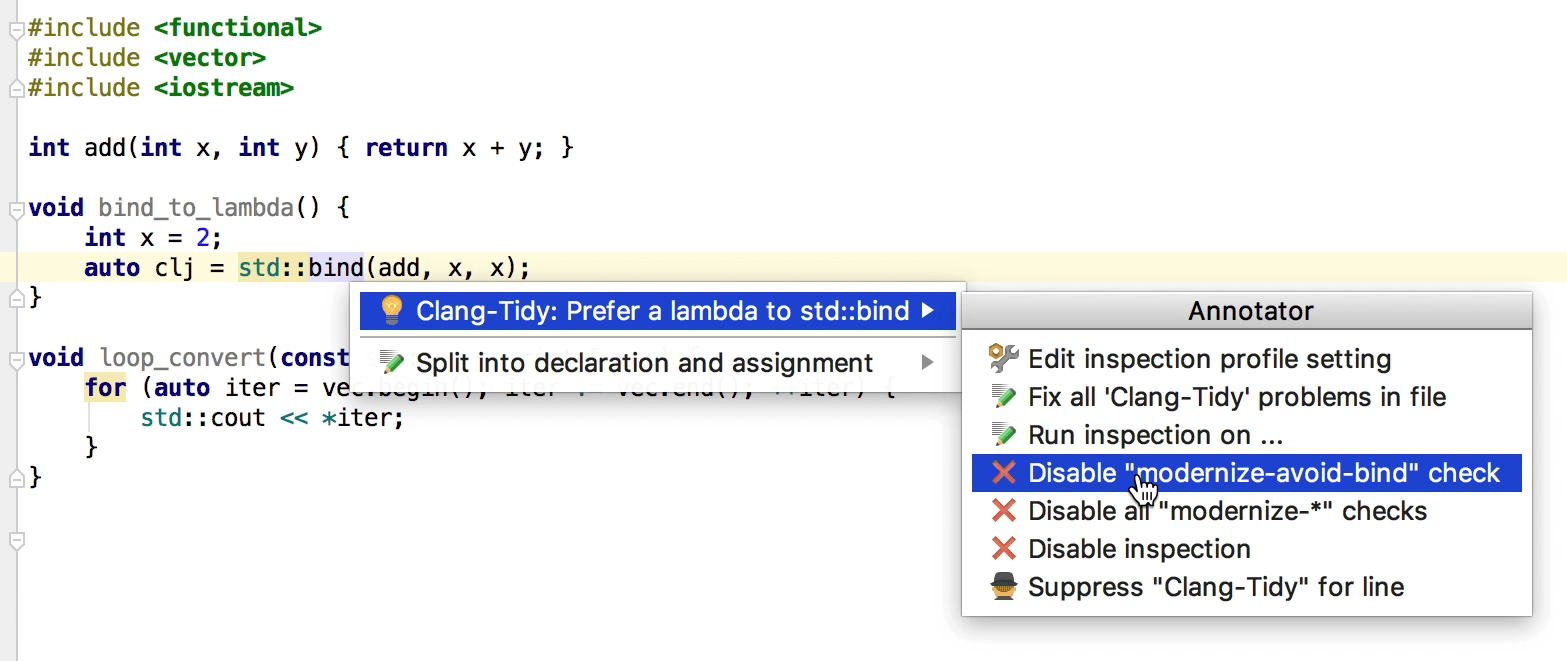 #include <functional>
#include <vector>
#include <iostream>
int add(int x, int y) { return x + y; }
void bind_to_lambda() {
int x = 2;
auto clj = std::bind(add, x, x);
}
Clang-Tidy: Prefer a lambda to std::bind
Split into declaration and assignment
void loop_convert(const
for (auto iter = vec.begin(); iter != vec.end(); ++iter) {
std::cout << *iter;
}
}
Annotator
Edit inspection profile setting
Fix all 'Clang-Tidy' problems in file
Run inspection on ...
Disable "modernize-avoid-bind" check
Disable all "modernize-*" checks
Disable inspection
Suppress "Clang-Tidy" for line